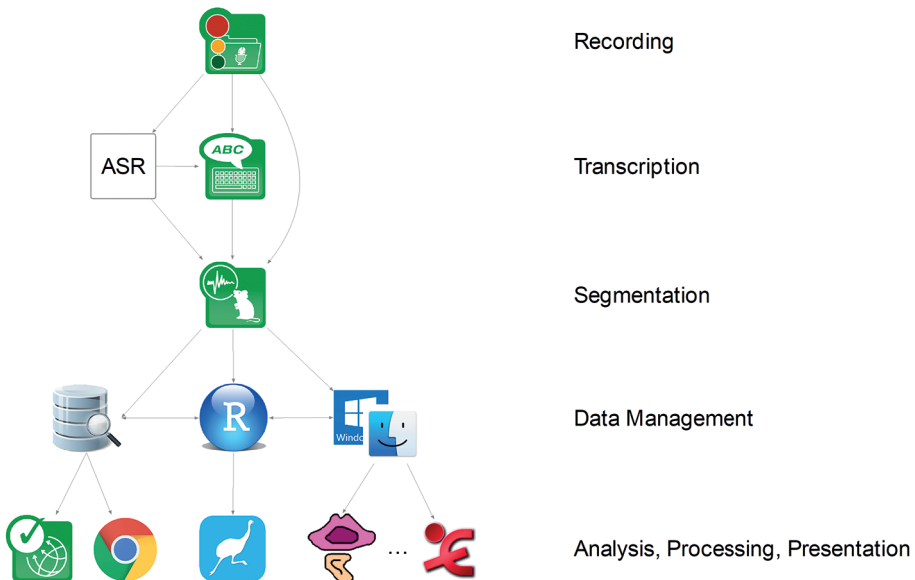 Recording
ASR
ABC
Transcription
Segmentation
R
Windo
Data Management
...
Analysis, Processing, Presentation